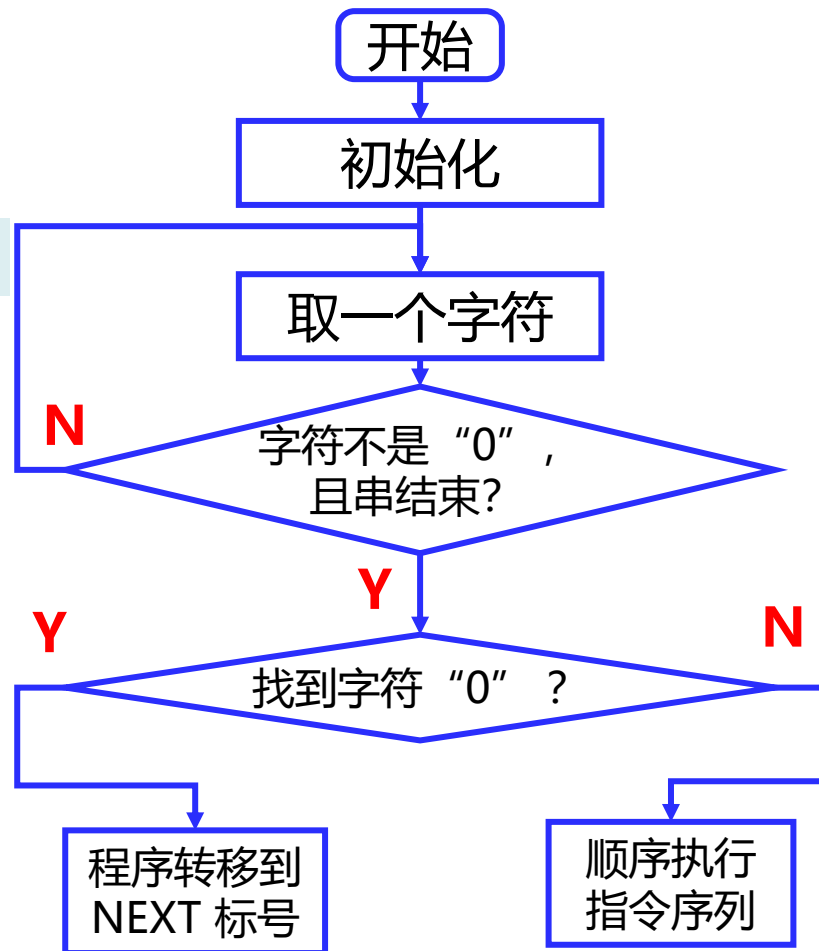 开始
初始化
取一个字符
N
字符不是“0”，
且串结束?
Y
Y
N
找到字符“0” ？
程序转移到
NEXT 标号
顺序执行
指令序列